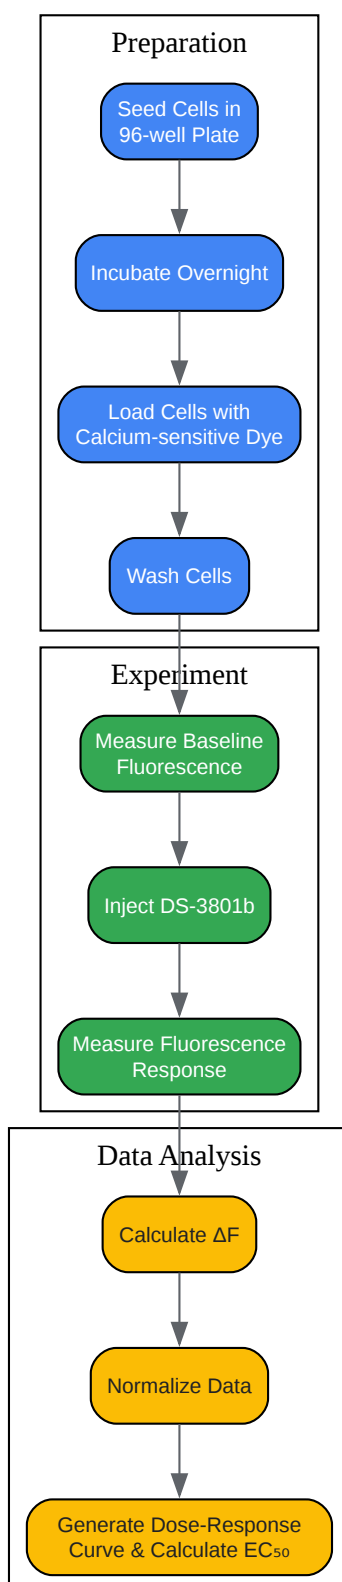 Preparation
Seed Cells in
96-well Plate
Incubate Overnight
Load Cells with
Calcium-sensitive Dye
Wash Cells
Experiment
Measure Baseline
Fluorescence
Inject DS-3801b
Measure Fluorescence
Response
Data Analysis
Calculate ΔF
Normalize Data
Generate Dose-Response
Curve & Calculate EC₅₀